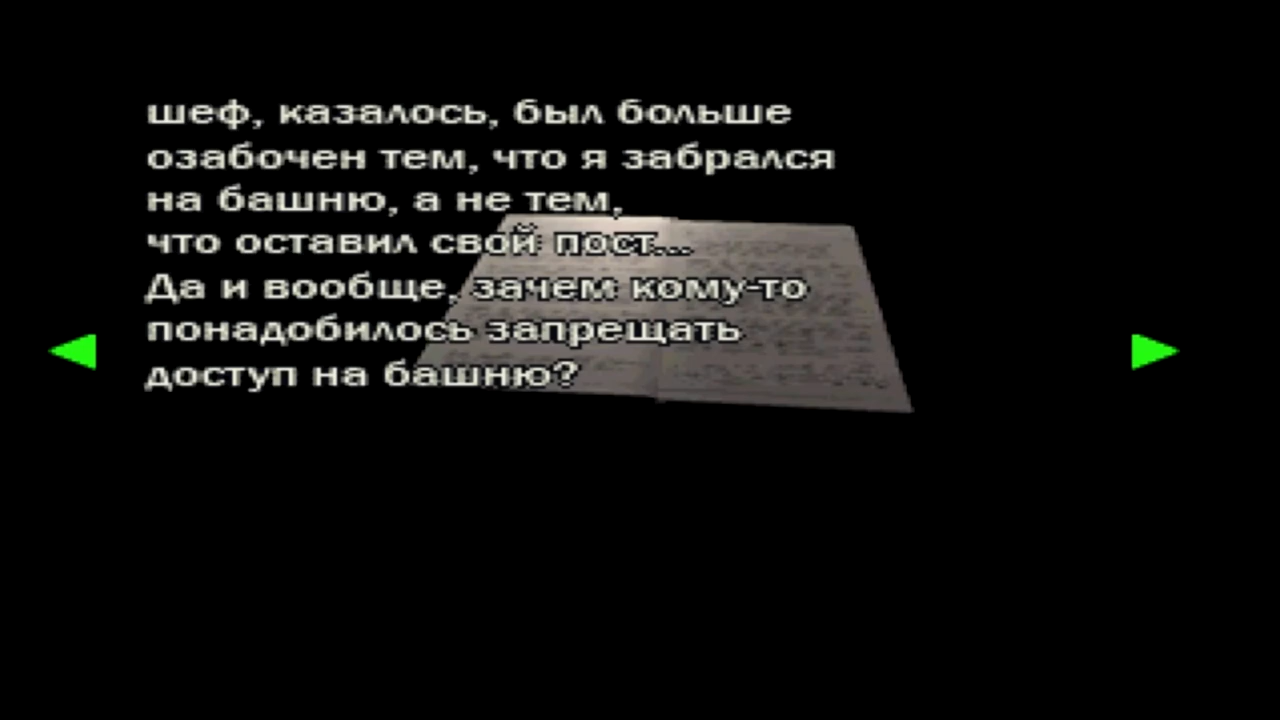 шеф, казалось, был больше
озабочен тем, что я забрался
на башню, а не тем,
что оставил свой пост...
Да и вообще, зачем кому-то
понадобилось запрещать
доступ на башню?